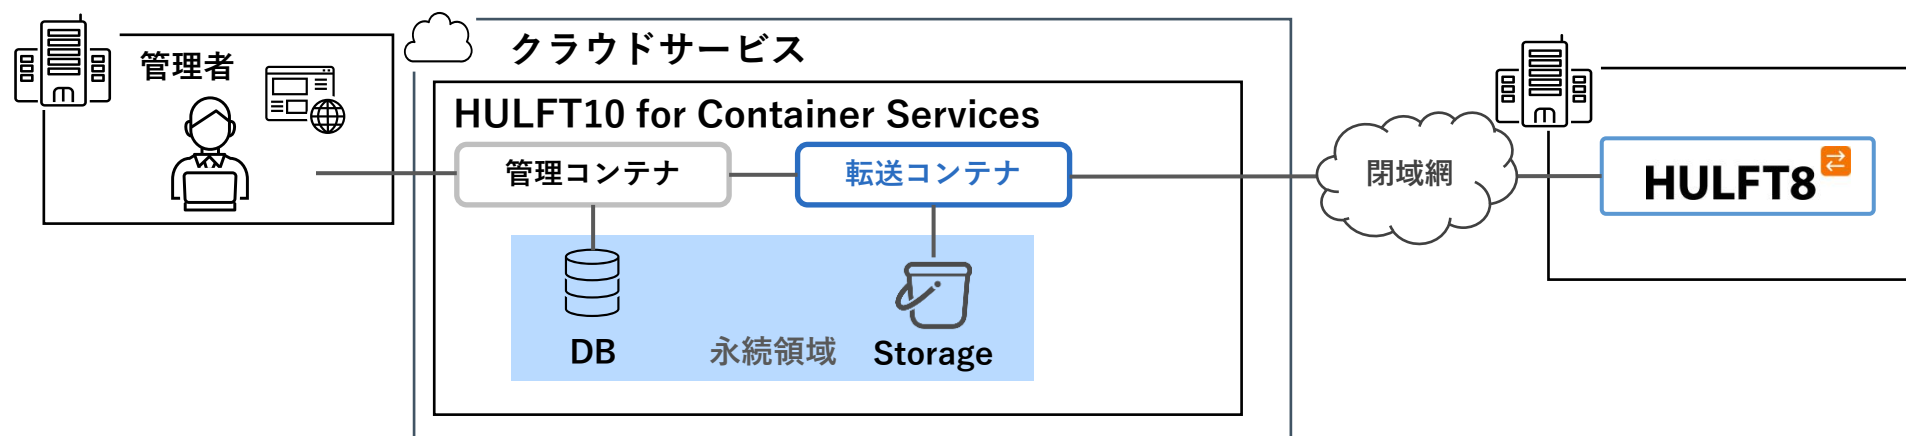 管理者
クラウドサービス
HULFT10 for Container Services
管理コンテナ
転送コンテナ
閉域網
HULFT8
DB
永続領域
Storage